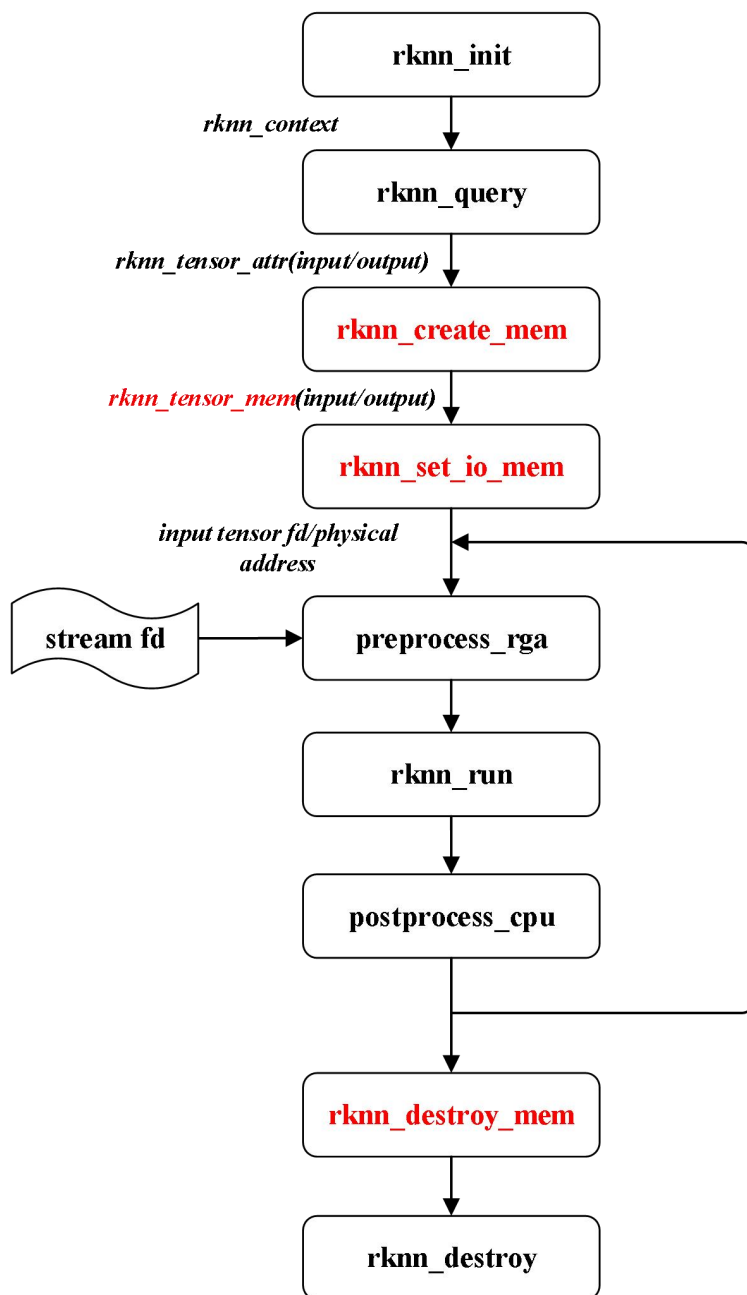 rknn_init
rknn_context
rknn_query
rknn_tensor_attr(input/output)
rknn_create_mem
rknn_tensor_mem(input/output)
rknn_set_io_mem
input tensor fd/physical
address
stream fd
preprocess_rga
rknn_run
postprocess_cpu
rknn_destroy_mem
rknn_destroy